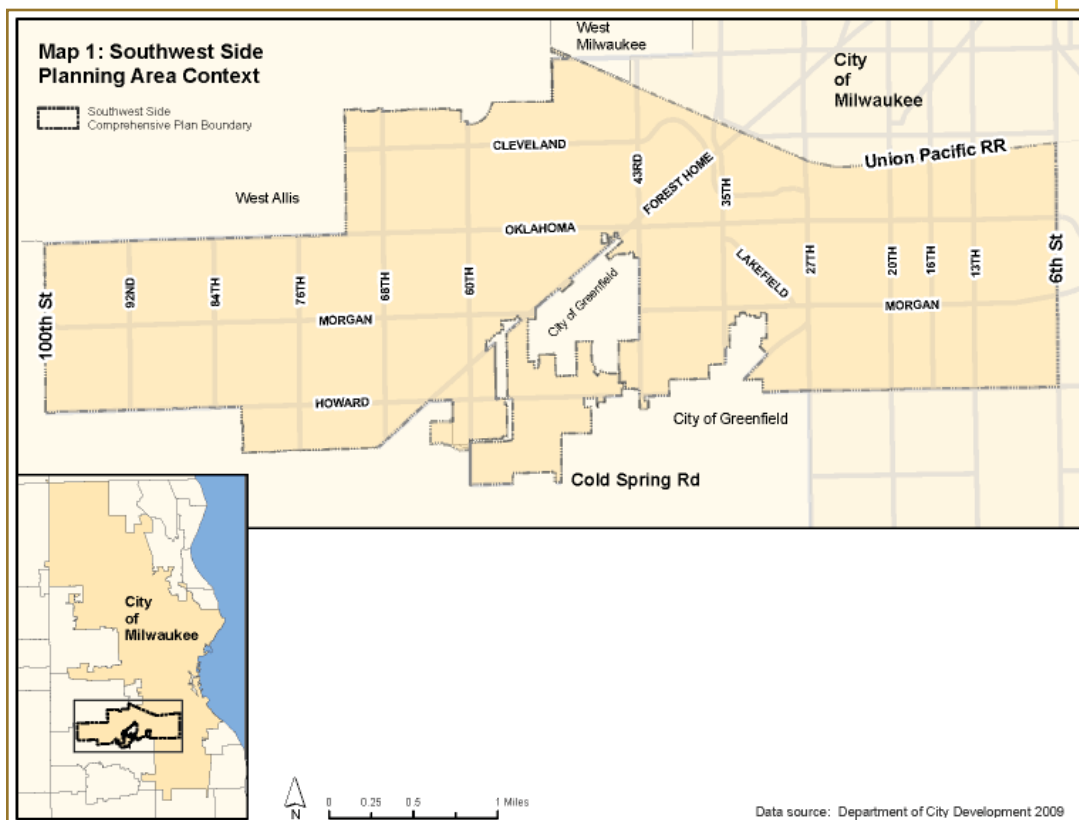 Map 1: Southwest Side
Planning Area Context
Southwest Side
Comprehensive Plan Boundary
West
Milwaukee
City
of
Milwaukee
Union Pacific RR
CLEVELAND
43RD
FOREST HOME
35TH
West Allis
OKLAHOMA
100th St
92ND
84TH
76TH
68TH
60TH
City of Greenfield
LAKEFIELD
27TH
20TH
16TH
13TH
6th St
MORGAN
MORGAN
HOWARD
City of Greenfield
Cold Spring Rd
City
of
Milwaukee
N
0 0.25 0.5 1 Miles
Data source: Department of City Development 2009